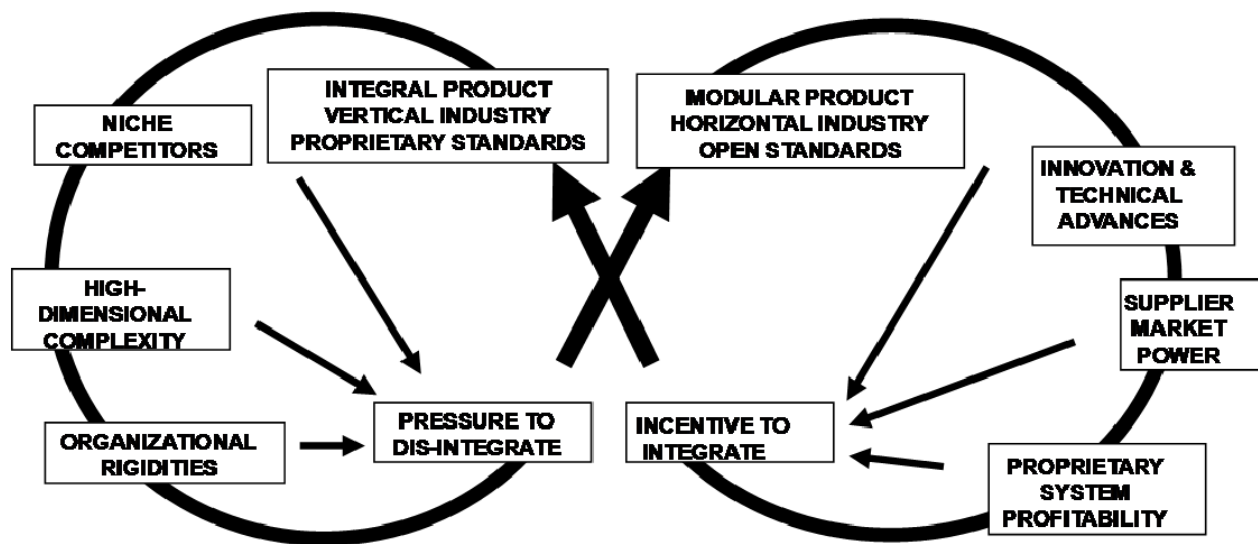 INTEGRAL PRODUCT
VERTICAL INDUSTRY
PROPRIETARY STANDARDS
MODULAR PRODUCT
HORIZONTAL INDUSTRY
OPEN STANDARDS
NICHE
COMPETITORS
INNOVATION &
TECHNICAL
ADVANCES
HIGH-
DIMENSIONAL
COMPLEXITY
SUPPLIER
MARKET
POWER
ORGANIZATIONAL
RIGIDITIES
PRESSURE TO
DIS-INTEGRATE
INCENTIVE TO
INTEGRATE
PROPRIETARY
SYSTEM
PROFITABILITY